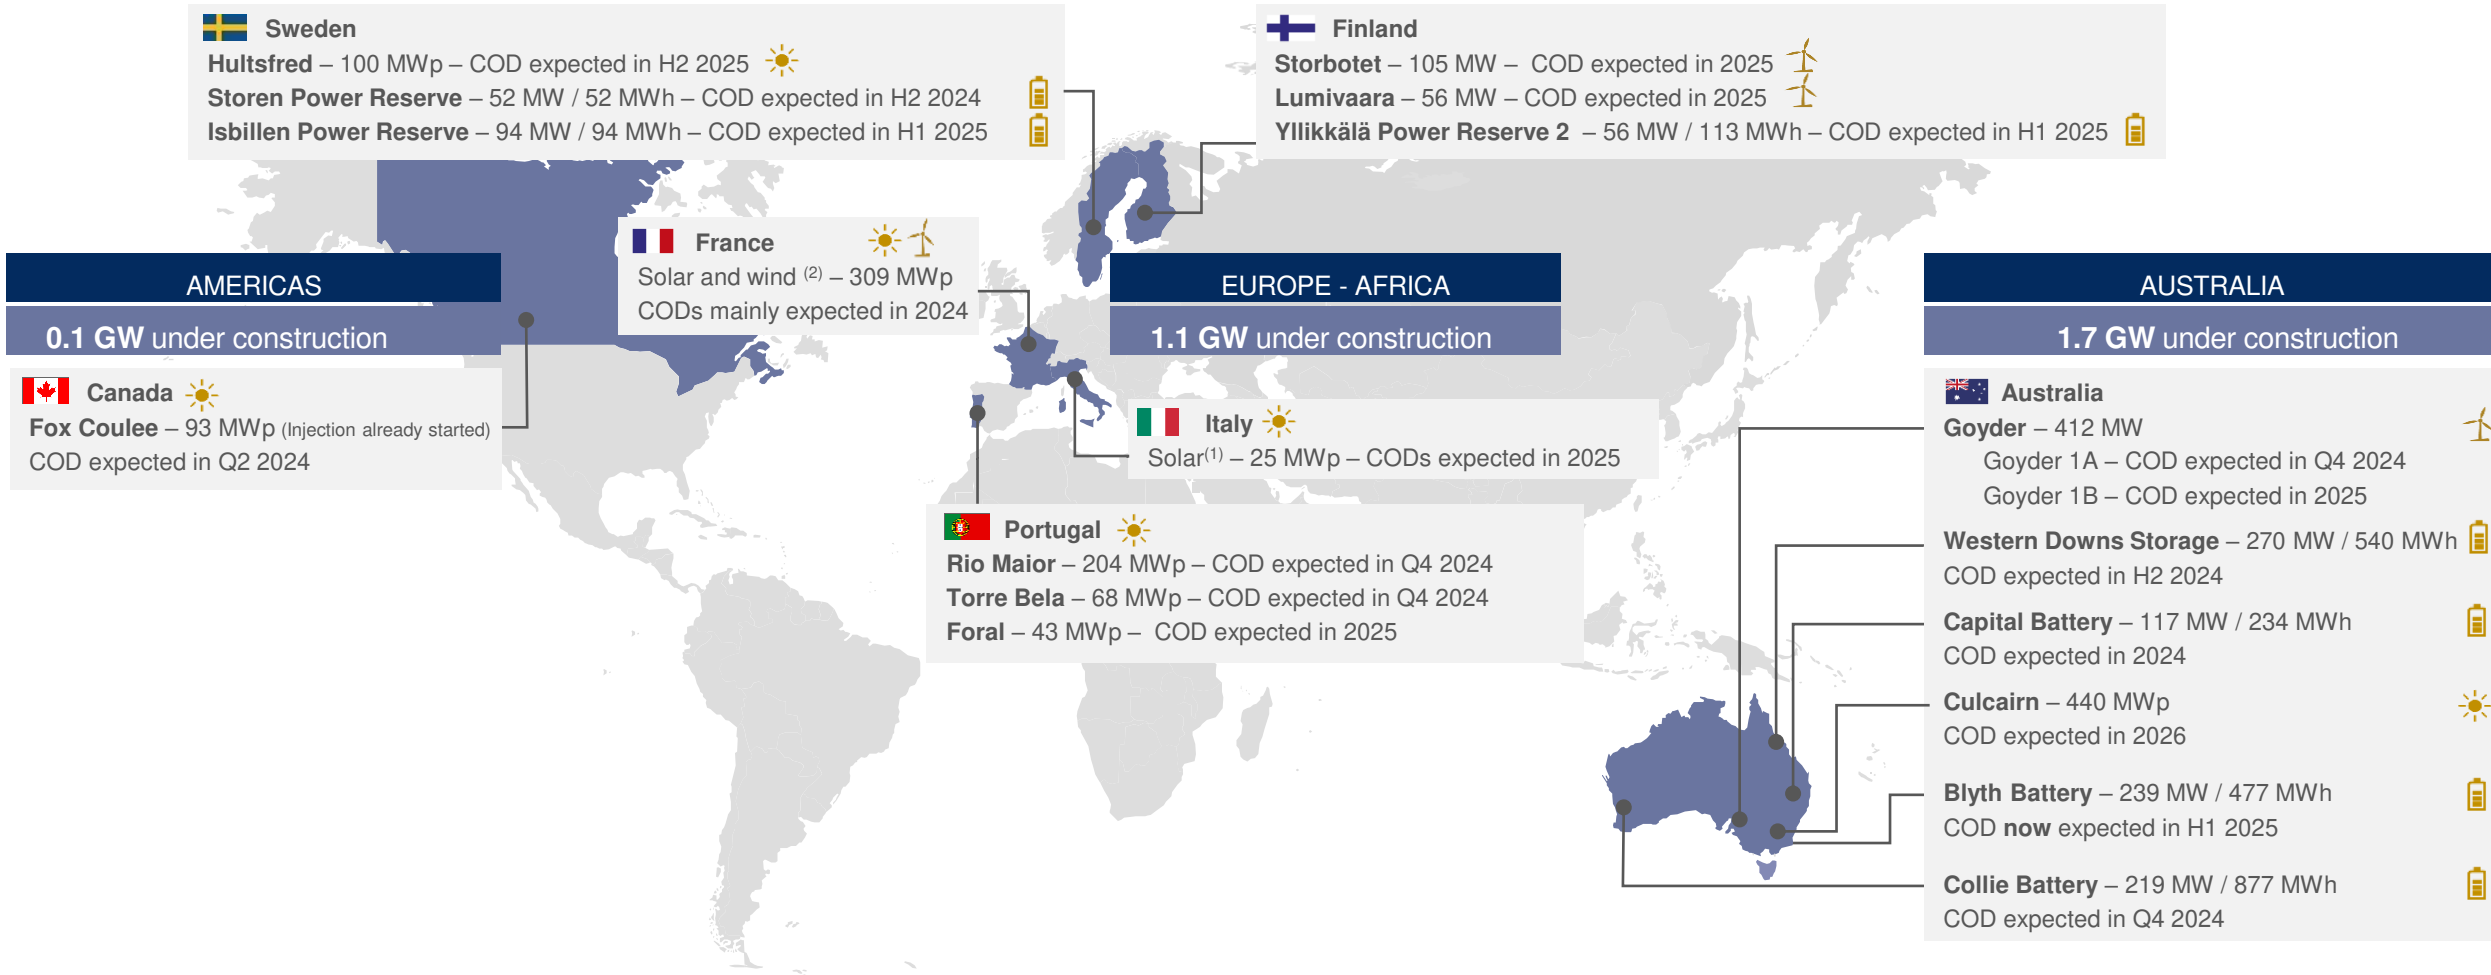 Sweden
Hultsfred – 100 MWp – COD expected in H2 2025
Storen Power Reserve – 52 MW / 52 MWh – COD expected in H2 2024
Isbillen Power Reserve – 94 MW / 94 MWh – COD expected in H1 2025
Finland
Storbotet – 105 MW – COD expected in 2025
Lumivaara – 56 MW – COD expected in 2025
Yllikkälä Power Reserve 2 – 56 MW / 113 MWh – COD expected in H1 2025
France
Solar and wind (2) – 309 MWp
CODs mainly expected in 2024
AMERICAS
0.1 GW under construction
Canada
Fox Coulee – 93 MWp (Injection already started)
COD expected in Q2 2024
EUROPE - AFRICA
1.1 GW under construction
Italy
Solar(1) – 25 MWp – CODs expected in 2025
Portugal
Rio Maior – 204 MWp – COD expected in Q4 2024
Torre Bela – 68 MWp – COD expected in Q4 2024
Foral – 43 MWp – COD expected in 2025
AUSTRALIA
1.7 GW under construction
Australia
Goyder – 412 MW
Goyder 1A – COD expected in Q4 2024
Goyder 1B – COD expected in 2025
Western Downs Storage – 270 MW / 540 MWh
COD expected in H2 2024
Capital Battery – 117 MW / 234 MWh
COD expected in 2024
Culcairn – 440 MWp
COD expected in 2026
Blyth Battery – 239 MW / 477 MWh
COD now expected in H1 2025
Collie Battery – 219 MW / 877 MWh
COD expected in Q4 2024